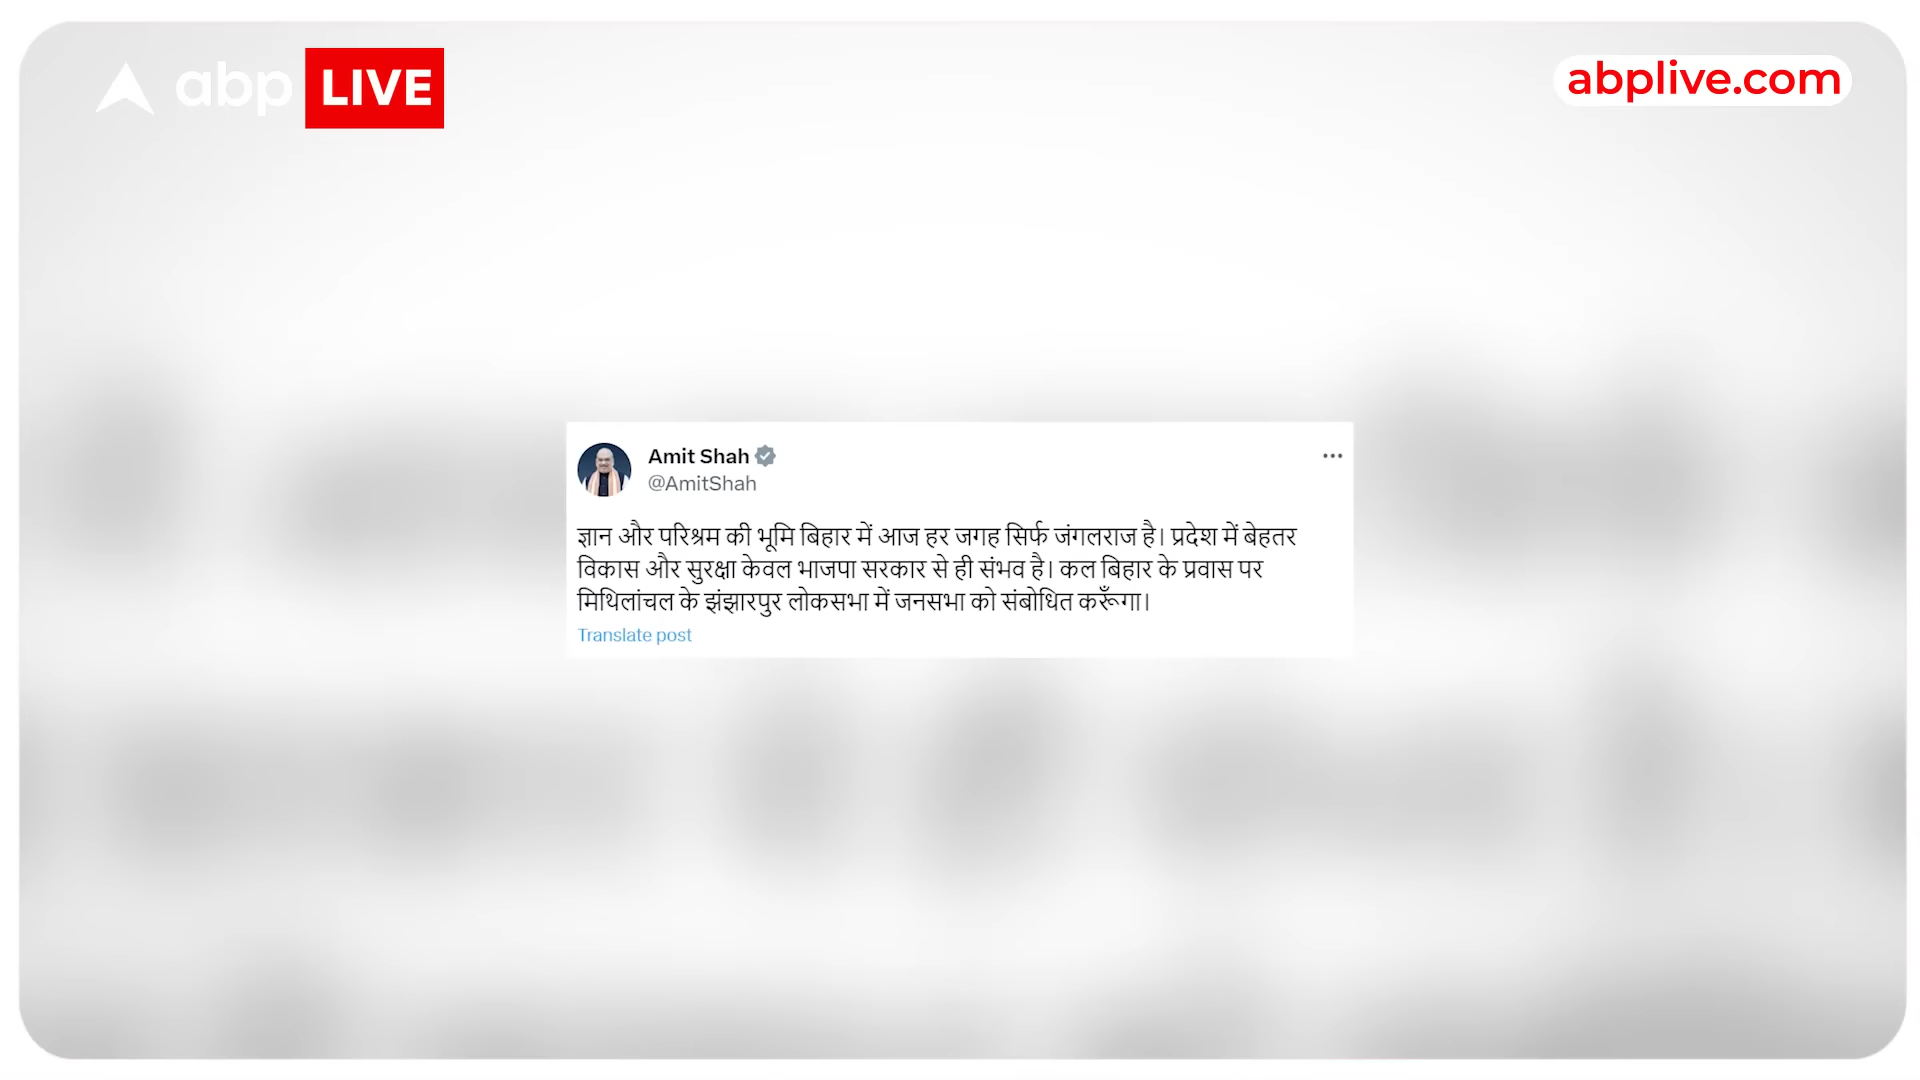 abp LIVE
abplive.com
Amit Shah
@AmitShah
ज्ञान और परिश्रम की भूमि बिहार में आज हर जगह सिर्फ जंगलराज है। प्रदेश में बेहतर
विकास और सुरक्षा केवल भाजपा सरकार से ही संभव है। कल बिहार के प्रवास पर
मिथिलांचल के झंझारपुर लोकसभा में जनसभा को संबोधित करूँगा।
Translate post